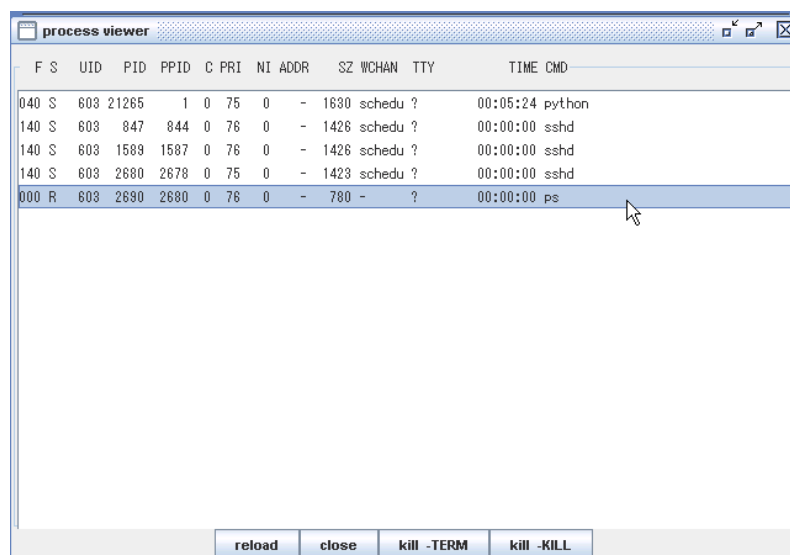 process viewer
F S UID PID PPID C PRI NI ADDR SZ WCHAN TTY TIME CMD
040 S 603 21265 1 0 75 0 - 1630 schedu ? 00:05:24 python
140 S 603 847 844 0 76 0 - 1426 schedu ? 00:00:00 sshd
140 S 603 1589 1587 0 76 0 - 1426 schedu ? 00:00:00 sshd
140 S 603 2680 2678 0 75 0 - 1423 schedu ? 00:00:00 sshd
000 R 603 2690 2680 0 76 0 - 780 - ? 00:00:00 ps
reload close kill -TERM kill -KILL